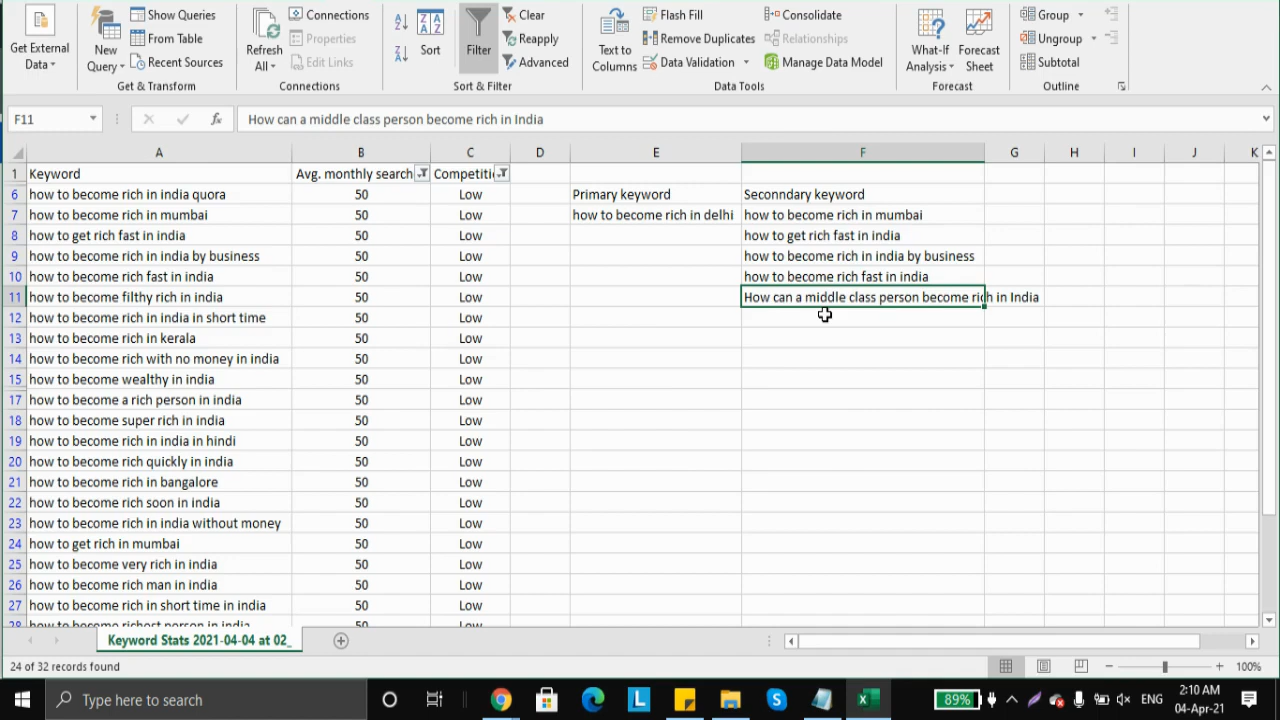 Get External Data
New Query
Show Queries
From Table
Recent Sources
Get & Transform
Refresh All
Connections
Properties
Edit Links
Connections
Sort
Filter
Clear
Reapply
Advanced
Sort & Filter
Text to Columns
Flash Fill
Remove Duplicates
Data Validation
Consolidate
Relationships
Manage Data Model
Data Tools
What-If Analysis
Forecast Sheet
Forecast
Group
Ungroup
Subtotal
Outline
F11 fx How can a middle class person become rich in India
A B C D E F G H I J K
1 Keyword Avg. monthly search Competiti
6 how to become rich in india quora 50 Low Primary keyword Seconndary keyword
7 how to become rich in mumbai 50 Low how to become rich in delhi how to become rich in mumbai
8 how to get rich fast in india 50 Low how to get rich fast in india
9 how to become rich in india by business 50 Low how to become rich in india by business
10 how to become rich fast in india 50 Low how to become rich fast in india
11 how to become filthy rich in india 50 Low How can a middle class person become rich in India
12 how to become rich in india in short time 50 Low
13 how to become rich in kerala 50 Low
14 how to become rich with no money in india 50 Low
15 how to become wealthy in india 50 Low
17 how to become a rich person in india 50 Low
18 how to become super rich in india 50 Low
19 how to become rich in india in hindi 50 Low
20 how to become rich quickly in india 50 Low
21 how to become rich in bangalore 50 Low
22 how to become rich soon in india 50 Low
23 how to become rich in india without money 50 Low
24 how to get rich in mumbai 50 Low
25 how to become very rich in india 50 Low
26 how to become rich man in india 50 Low
27 how to become rich in short time in india 50 Low
28 how to become richest person in india 50 Low
Keyword Stats 2021-04-04 at 02_
24 of 32 records found
100%
Type here to search
L
S
89%
ENG
2:10 AM
04-Apr-21